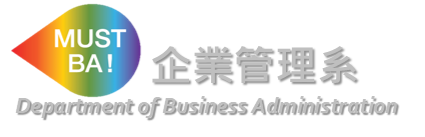 MUST
BA!
企業管理系
Department of Business Administration